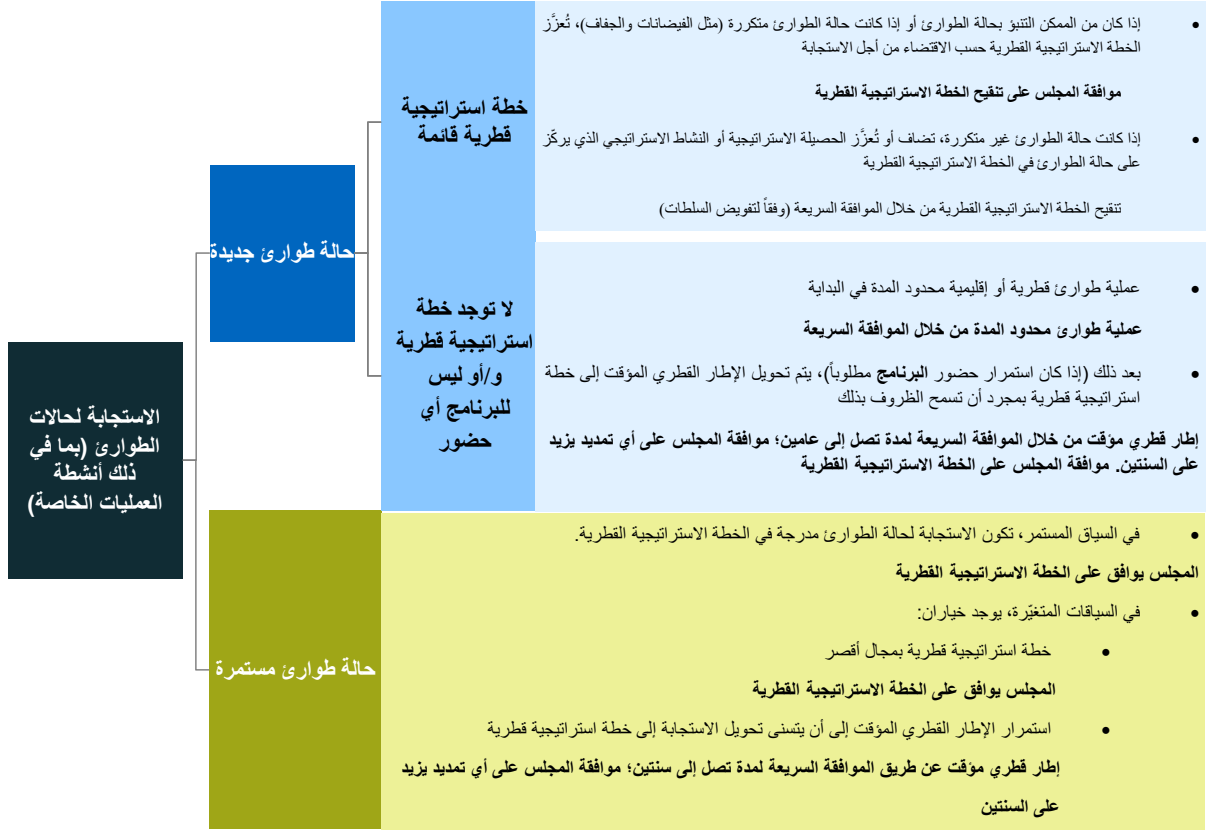 الاستجابة لحالات
الطوارئ (بما في
ذلك أنشطة
العمليات الخاصة)
حالة طوارئ جديدة
خطة استراتيجية
قطرية قائمة
• إذا كان من الممكن التنبؤ بحالة الطوارئ أو إذا كانت حالة الطوارئ متكررة (مثل الفيضانات والجفاف)، تُعزَّز
الخطة الاستراتيجية القطرية حسب الاقتضاء من أجل الاستجابة
موافقة المجلس على تنقيح الخطة الاستراتيجية القطرية
• إذا كانت حالة الطوارئ غير متكررة، تضاف أو تُعزَّز الحصيلة الاستراتيجية أو النشاط الاستراتيجي الذي يركّز
على حالة الطوارئ في الخطة الاستراتيجية القطرية
تنقيح الخطة الاستراتيجية القطرية من خلال الموافقة السريعة (وفقاً لتفويض السلطات)
لا توجد خطة
استراتيجية قطرية
و/أو ليس
للبرنامج أي
حضور
• عملية طوارئ قطرية أو إقليمية محدود المدة في البداية
عملية طوارئ محدود المدة من خلال الموافقة السريعة
• بعد ذلك (إذا كان استمرار حضور البرنامج مطلوباً)، يتم تحويل الإطار القطري المؤقت إلى خطة
استراتيجية قطرية بمجرد أن تسمح الظروف بذلك
إطار قطري مؤقت من خلال الموافقة السريعة لمدة تصل إلى عامين؛ موافقة المجلس على أي تمديد يزيد
على السنتين. موافقة المجلس على الخطة الاستراتيجية القطرية
حالة طوارئ مستمرة
• في السياق المستمر، تكون الاستجابة لحالة الطوارئ مدرجة في الخطة الاستراتيجية القطرية.
المجلس يوافق على الخطة الاستراتيجية القطرية
• في السياقات المتغيّرة، يوجد خياران:
• خطة استراتيجية قطرية بمجال أقصر
المجلس يوافق على الخطة الاستراتيجية القطرية
• استمرار الإطار القطري المؤقت إلى أن يتسنى تحويل الاستجابة إلى خطة استراتيجية قطرية
إطار قطري مؤقت عن طريق الموافقة السريعة لمدة تصل إلى سنتين؛ موافقة المجلس على أي تمديد يزيد
على السنتين